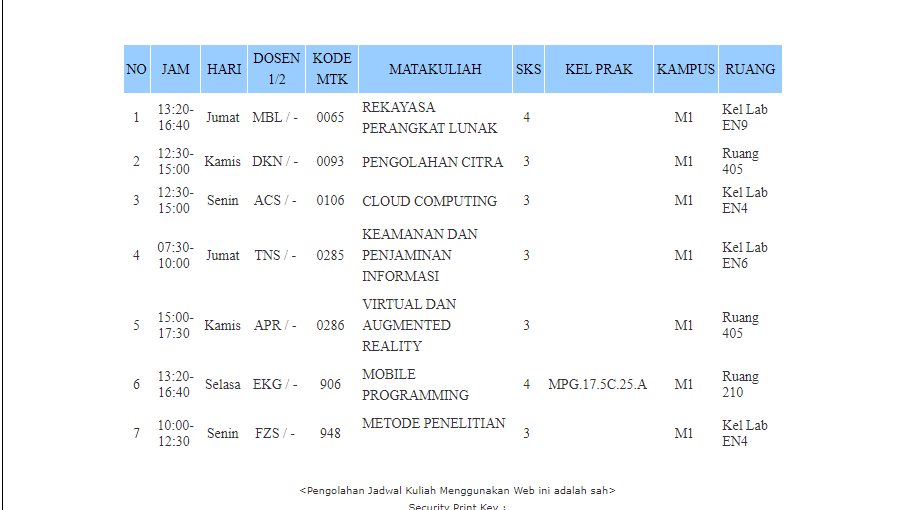 NO JAM HARI DOSEN 1/2 KODE MTK MATAKULIAH SKS KEL PRAK KAMPUS RUANG
1 13:20-16:40 Jumat MBL / - 0065 REKAYASA PERANGKAT LUNAK 4 M1 Kel Lab EN9
2 12:30-15:00 Kamis DKN / - 0093 PENGOLAHAN CITRA 3 M1 Ruang 405
3 12:30-15:00 Senin ACS / - 0106 CLOUD COMPUTING 3 M1 Kel Lab EN4
4 07:30-10:00 Jumat TNS / - 0285 KEAMANAN DAN PENJAMINAN INFORMASI 3 M1 Kel Lab EN6
5 15:00-17:30 Kamis APR / - 0286 VIRTUAL DAN AUGMENTED REALITY 3 M1 Ruang 405
6 13:20-16:40 Selasa EKG / - 906 MOBILE PROGRAMMING 4 MPG.17.5C.25.A M1 Ruang 210
7 10:00-12:30 Senin FZS / - 948 METODE PENELITIAN 3 M1 Kel Lab EN4
<Pengolahan Jadwal Kuliah Menggunakan Web ini adalah sah>
Security Print Key :